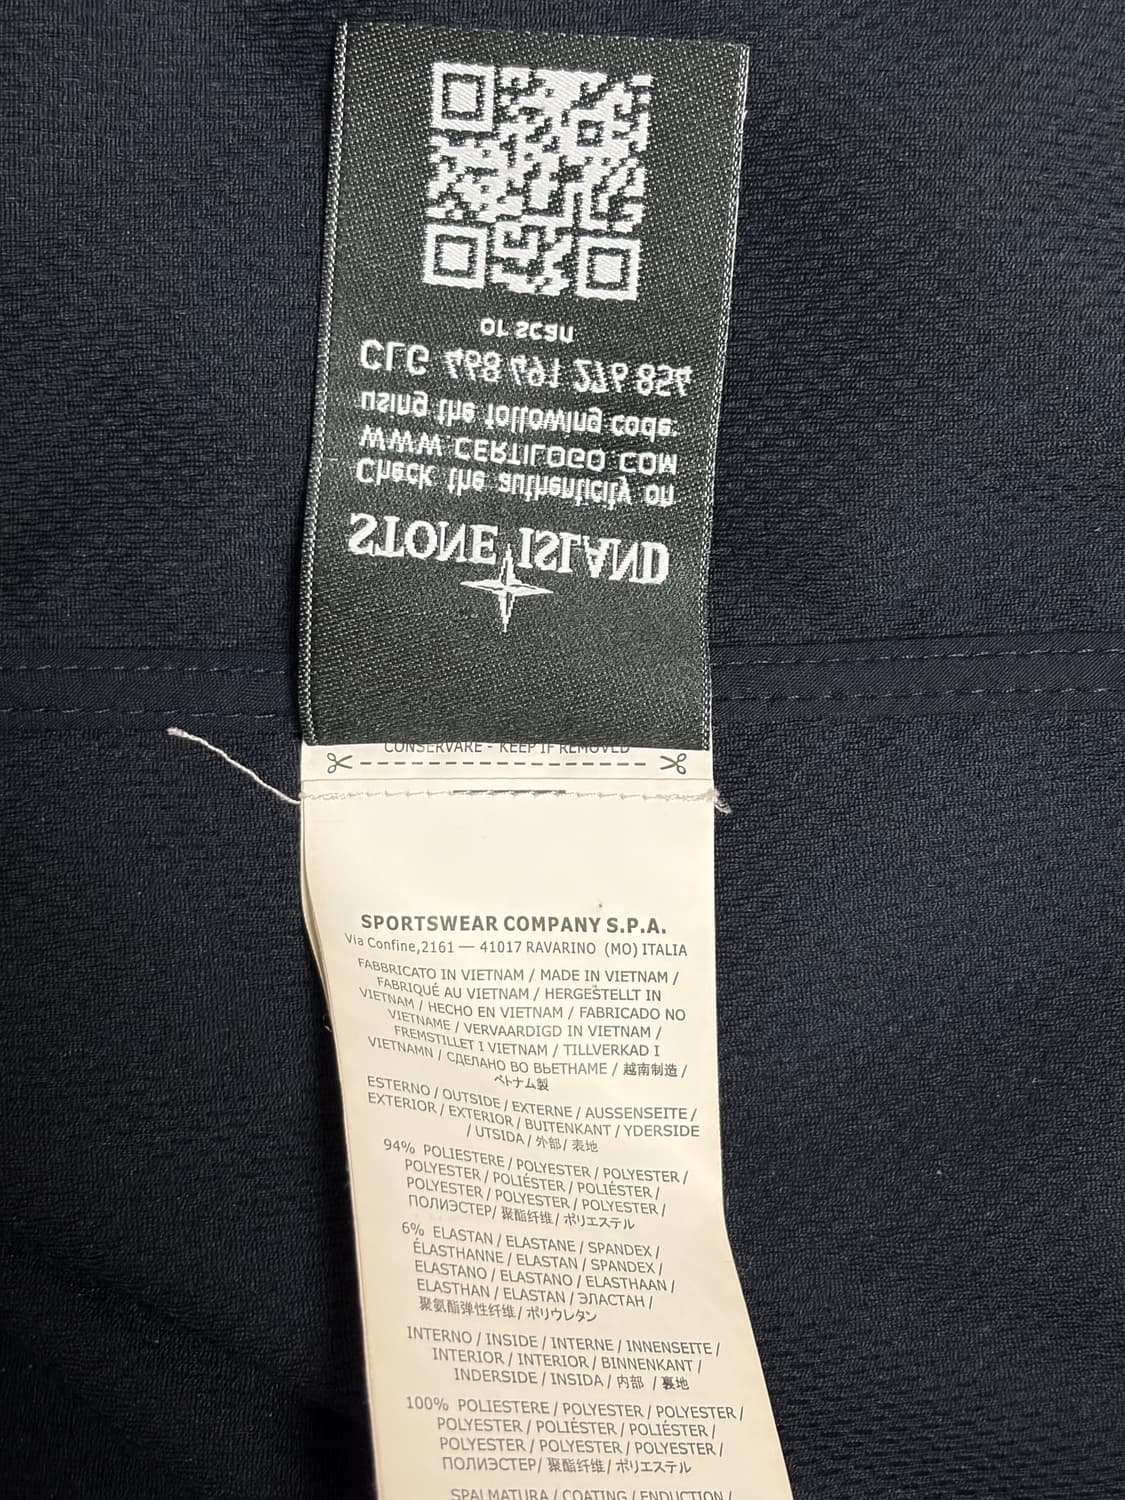 STONE ISLAND
Check the authenticity on
WWW.CERTILOGO.COM
using the following code:
CLG 468 491 276 854
or scan
CONSERVARE - KEEP IF REMOVED
SPORTSWEAR COMPANY S.P.A.
Via Confine,2161 — 41017 RAVARINO (MO) ITALIA
FABBRICATO IN VIETNAM / MADE IN VIETNAM /
FABRIQUÉ AU VIETNAM / HERGESTELLT IN
VIETNAM / HECHO EN VIETNAM / FABRICADO NO
VIETNAME / VERVAARDIGD IN VIETNAM /
FREMSTILLET I VIETNAM / TILLVERKAD I
VIETNAMN / СДЕЛАНО ВО ВЬЕТНАМЕ / 越南制造 /
ベトナム製
ESTERNO / OUTSIDE / EXTERNE / AUSSENSEITE /
EXTERIOR / EXTERIOR / BUITENKANT / YDERSIDE
/ UTSIDA / 外部 / 表地
94% POLIESTERE / POLYESTER / POLYESTER /
POLYESTER / POLIÉSTER / POLIÉSTER /
POLYESTER / POLYESTER / POLYESTER /
ПОЛИЭСТЕР/ 聚酯纤维/ ポリエステル
6% ELASTAN / ELASTANE / SPANDEX /
ÉLASTHANNE / ELASTAN / SPANDEX /
ELASTANO / ELASTANO / ELASTHAAN /
ELASTHAN / ELASTAN / ЭЛАСТАН /
聚氨酯弹性纤维 / ポリウレタン
INTERNO / INSIDE / INTERNE / INNENSEITE /
INTERIOR / INTERIOR / BINNENKANT /
INDERSIDE / INSIDA / 内部 / 裏地
100% POLIESTERE / POLYESTER / POLYESTER /
POLYESTER / POLIÉSTER / POLIÉSTER /
POLYESTER / POLYESTER / POLYESTER /
ПОЛИЭСТЕР/ 聚酯纤维/ ポリエステル
SPALMATURA / COATING / ENDUCTION /